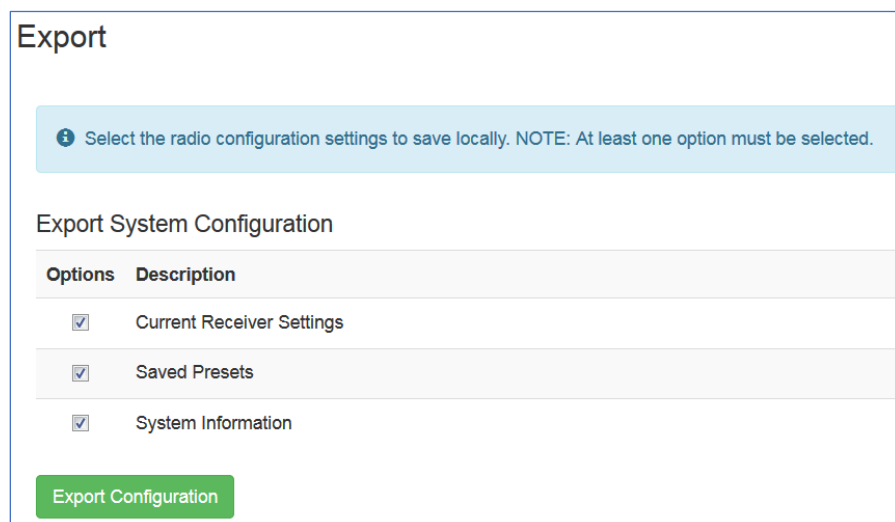 Export
Select the radio configuration settings to save locally. NOTE: At least one option must be selected.
Export System Configuration
Options Description
Current Receiver Settings
Saved Presets
System Information
Export Configuration